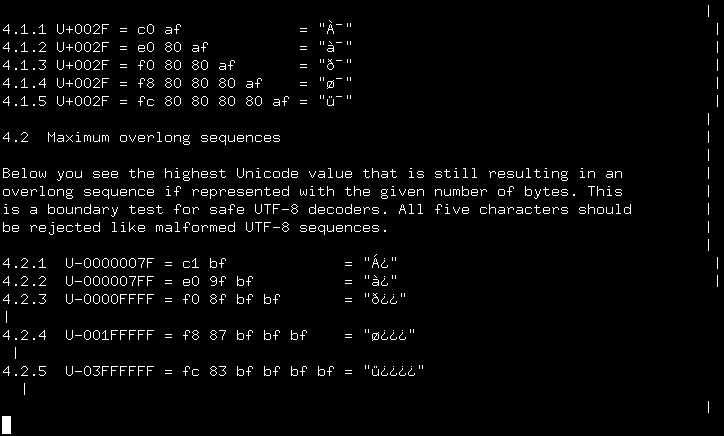 |
4.1.1 U+002F = c0 af             = "À¯" |
4.1.2 U+002F = e0 80 af          = "à¯" |
4.1.3 U+002F = f0 80 80 af       = "ð¯" |
4.1.4 U+002F = f8 80 80 80 af    = "ø¯" |
4.1.5 U+002F = fc 80 80 80 80 af = "ü¯" |
|
4.2  Maximum overlong sequences |
|
Below you see the highest Unicode value that is still resulting in an |
overlong sequence if represented with the given number of bytes. This |
is a boundary test for safe UTF-8 decoders. All five characters should |
be rejected like malformed UTF-8 sequences. |
|
4.2.1  U-0000007F = c1 bf             = "Á¿" |
4.2.2  U-000007FF = e0 9f bf          = "à¿" |
4.2.3  U-0000FFFF = f0 8f bf bf       = "ð¿¿"
|
4.2.4  U-001FFFFF = f8 87 bf bf bf    = "ø¿¿¿"
|
4.2.5  U-03FFFFFF = fc 83 bf bf bf bf = "ü¿¿¿¿"
|
|